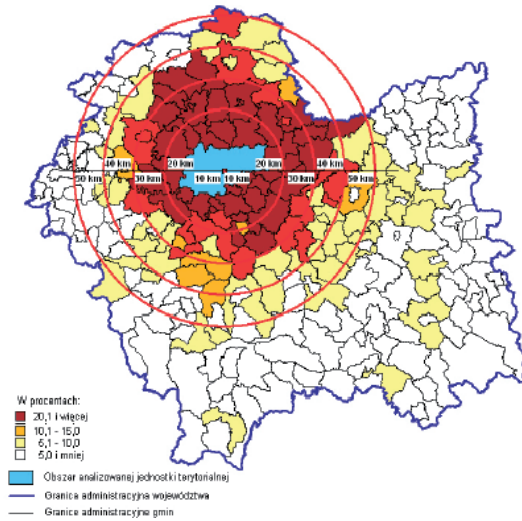 40 km 20 km 20 km 40 km
50 km 30 km 10 km 10 km 30 km 50 km
W procentach:
20,1 i więcej
10,1 - 15,0
5,1 - 10,0
5,0 i mniej
Obszar analizowanej jednostki terytorialnej
Granica administracyjna województwa
Granice administracyjne gmin